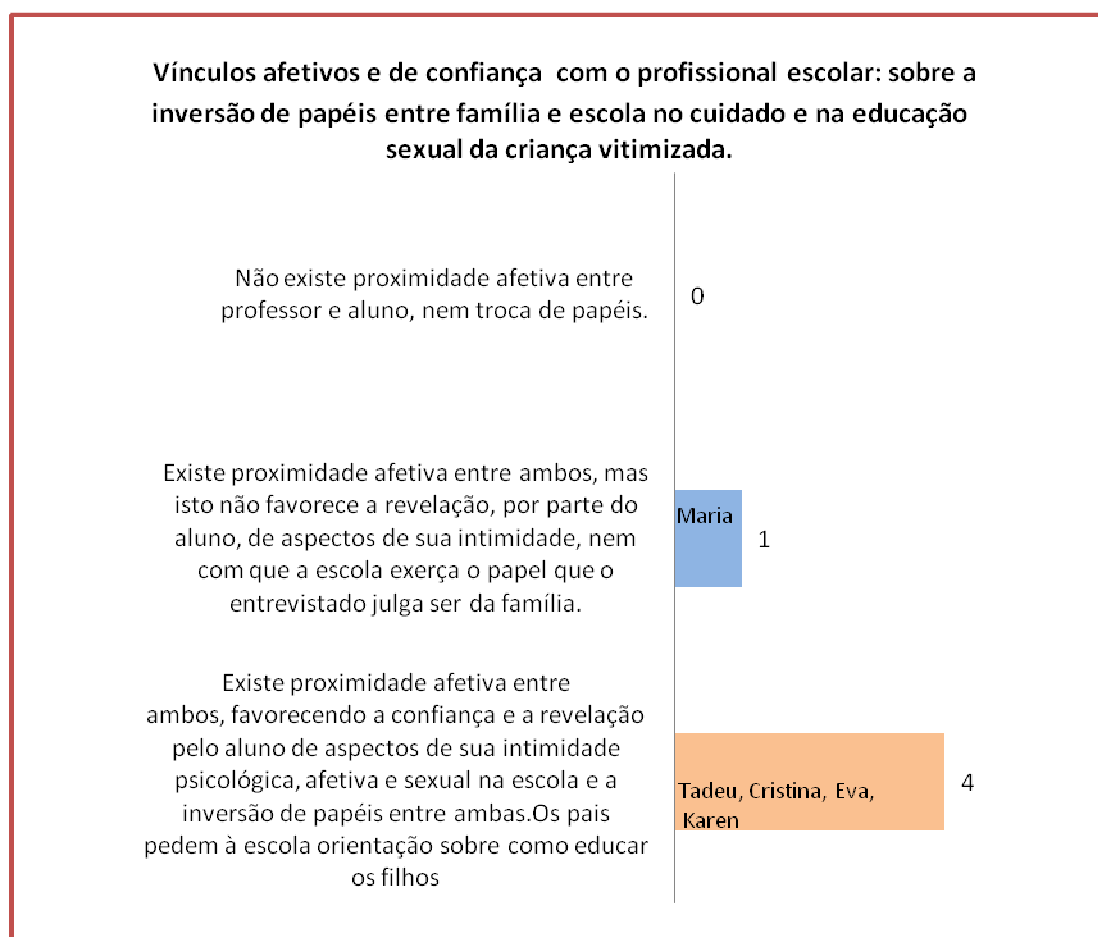 Vínculos afetivos e de confiança com o profissional escolar: sobre a
inversão de papéis entre família e escola no cuidado e na educação
sexual da criança vitimizada.
Não existe proximidade afetiva entre
professor e aluno, nem troca de papéis.
0
Existe proximidade afetiva entre ambos, mas
isto não favorece a revelação, por parte do
aluno, de aspectos de sua intimidade, nem
com que a escola exerça o papel que o
entrevistado julga ser da família.
Maria
1
Existe proximidade afetiva entre
ambos, favorecendo a confiança e a revelação
pelo aluno de aspectos de sua intimidade
psicológica, afetiva e sexual na escola e a
inversão de papéis entre ambas.Os pais
pedem à escola orientação sobre como educar
os filhos
Tadeu, Cristina, Eva,
Karen
4